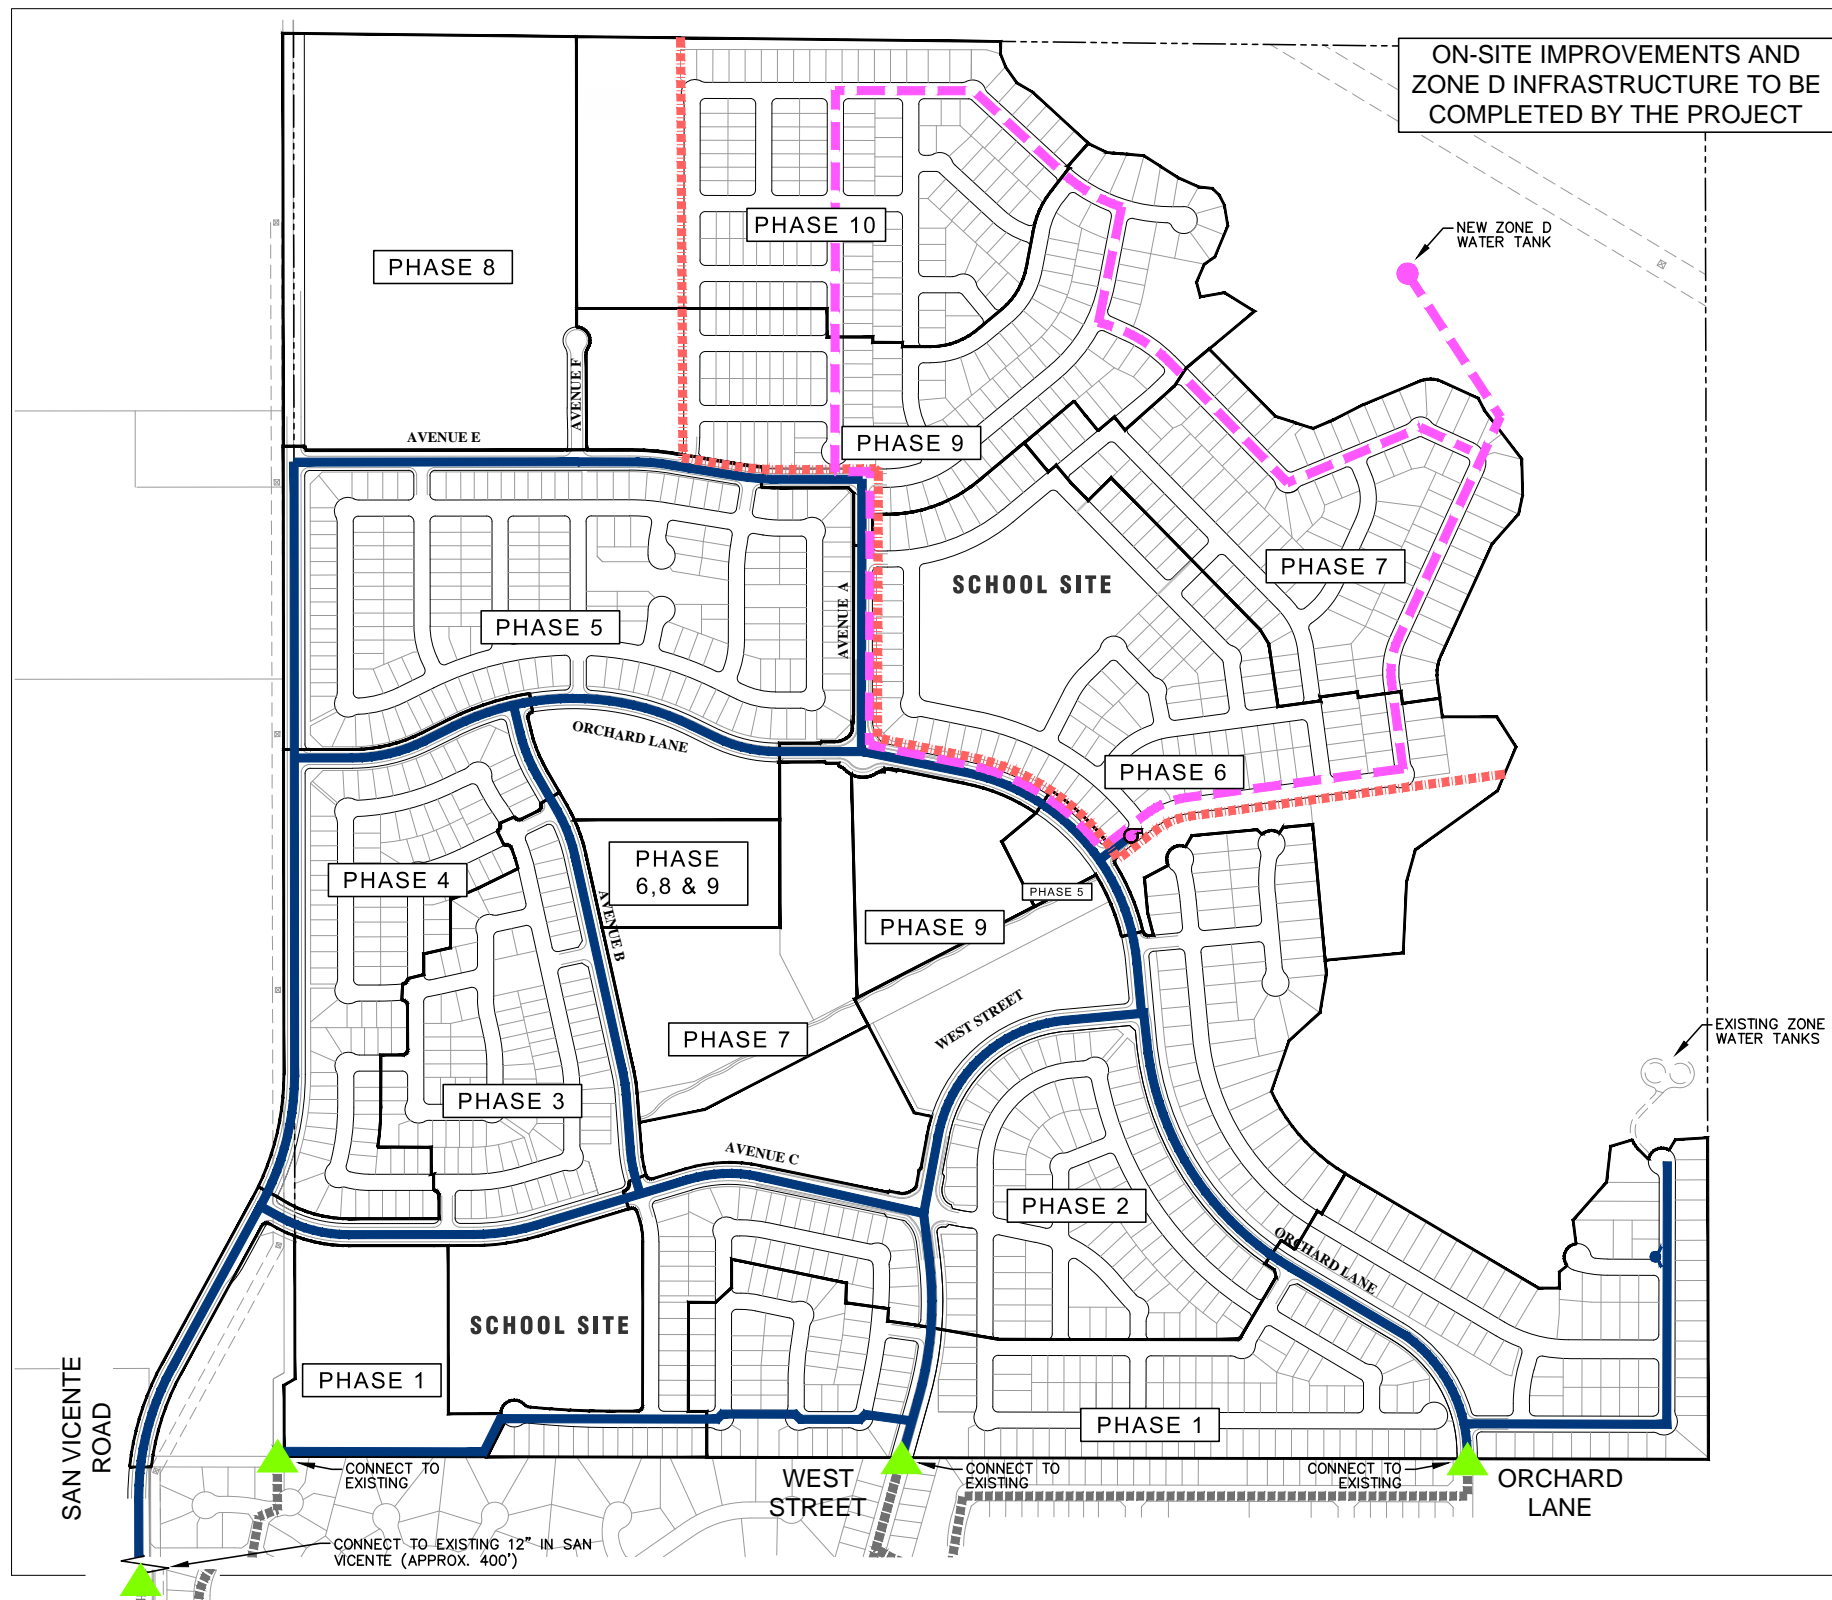 ON-SITE IMPROVEMENTS AND
ZONE D INFRASTRUCTURE TO BE
COMPLETED BY THE PROJECT
PHASE 10
NEW ZONE D
WATER TANK
PHASE 8
AVENUE F
AVENUE E
PHASE 9
PHASE 7
SCHOOL SITE
AVENUE A
PHASE 5
ORCHARD LANE
PHASE 6
PHASE
6,8 & 9
PHASE 4
PHASE 5
AVENUE B
PHASE 9
WEST STREET
EXISTING ZONE
WATER TANKS
PHASE 7
PHASE 3
AVENUE C
PHASE 2
ORCHARD LANE
SCHOOL SITE
PHASE 1
PHASE 1
SAN VICENTE
ROAD
CONNECT TO
EXISTING
WEST
STREET
CONNECT TO
EXISTING
CONNECT TO
EXISTING
ORCHARD
LANE
CONNECT TO EXISTING 12" IN SAN
VICENTE (APPROX. 400')